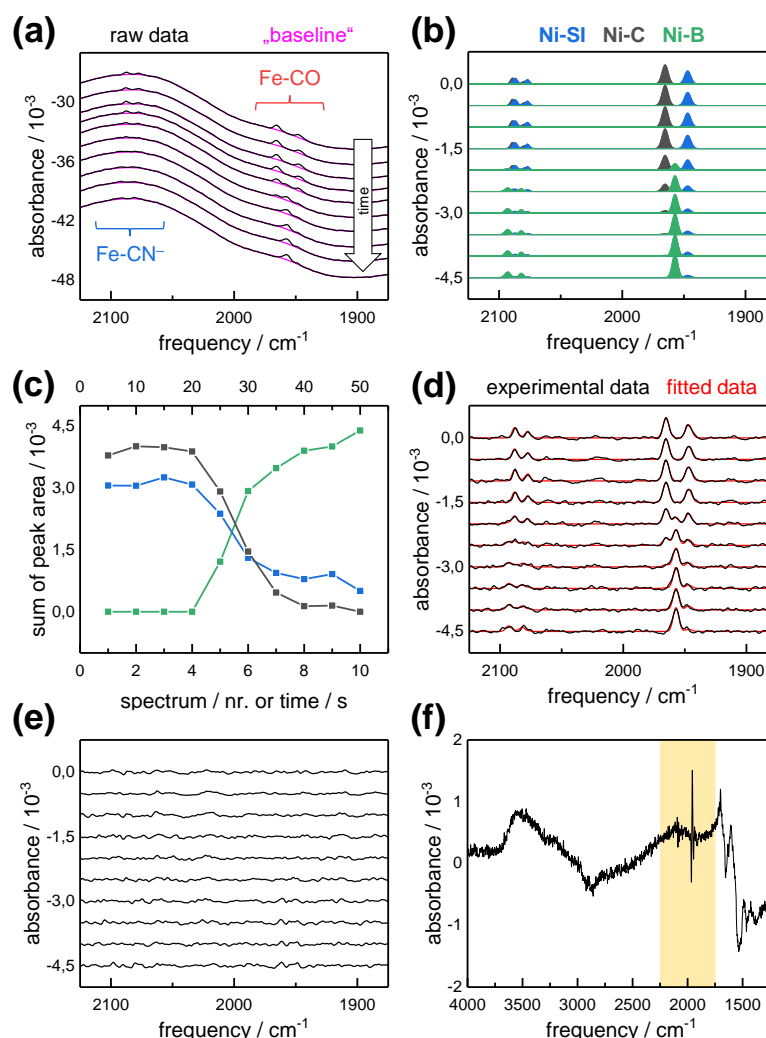 (a)
raw data
„baseline“
Fe-CO
Fe-CN–
time
-30
-36
-42
-48
absorbance / 10-3
2100
2000
1900
frequency / cm-1
(b)
Ni-SI
Ni-C
Ni-B
0,0
-1,5
-3,0
-4,5
absorbance / 10-3
2100
2000
1900
frequency / cm-1
(c)
0 10 20 30 40 50
4,5
3,0
1,5
0,0
sum of peak area / 10-3
0 2 4 6 8 10
spectrum / nr. or time / s
(d)
experimental data
fitted data
0,0
-1,5
-3,0
-4,5
absorbance / 10-3
2100
2000
1900
frequency / cm-1
(e)
0,0
-1,5
-3,0
-4,5
absorbance / 10-3
2100
2000
1900
frequency / cm-1
(f)
2
1
0
-1
-2
absorbance / 10-3
4000 3500 3000 2500 2000 1500
frequency / cm-1